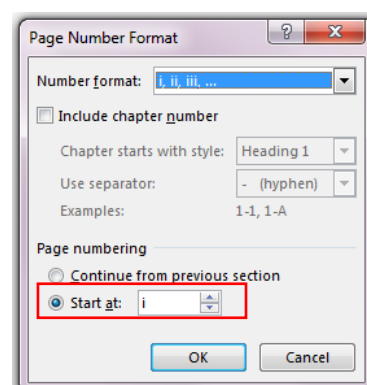 Page Number Format
Number format: i, ii, iii, ...
Include chapter number
Chapter starts with style: Heading 1
Use separator: - (hyphen)
Examples: 1-1, 1-A
Page numbering
Continue from previous section
Start at: i
OK Cancel